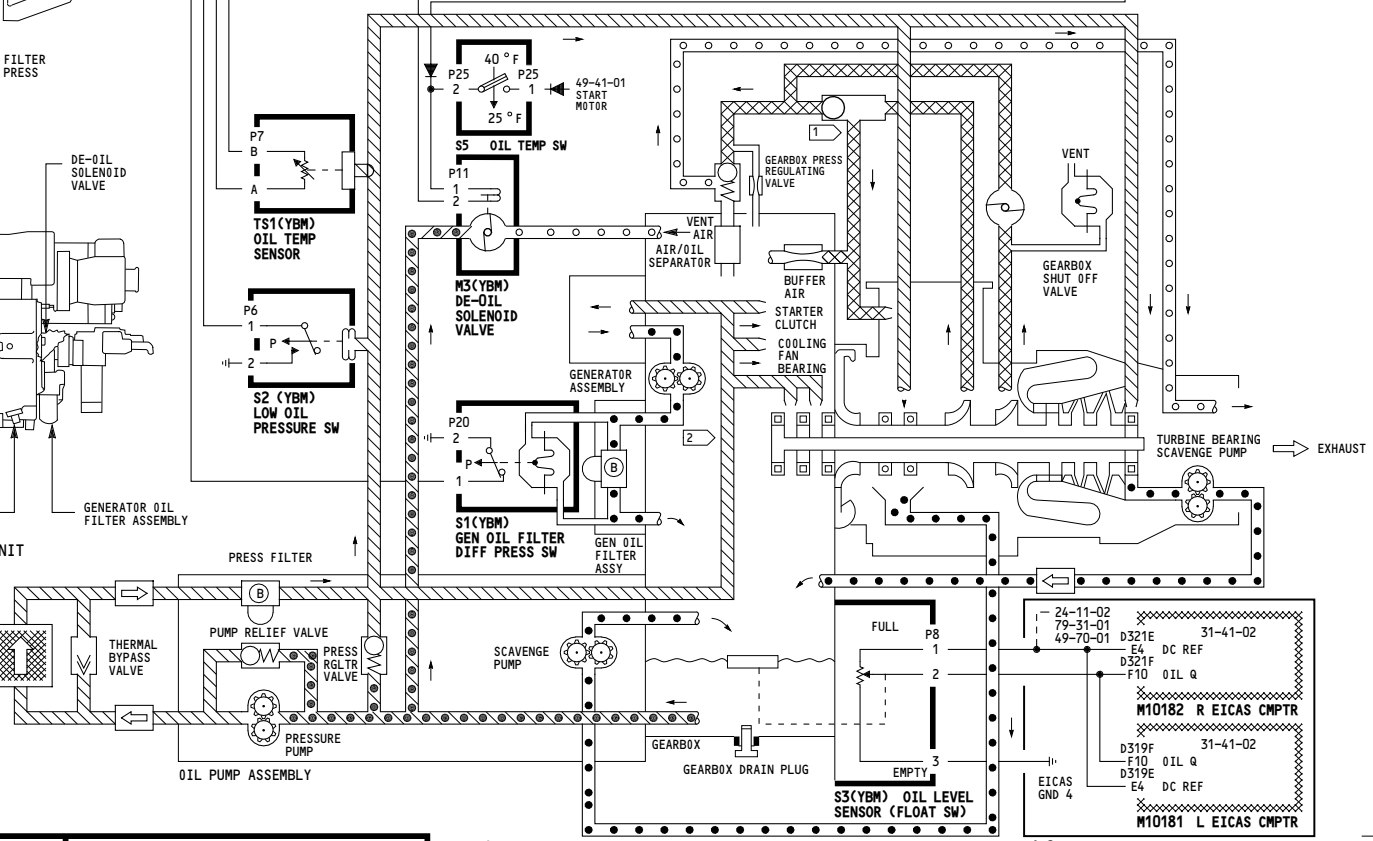 FILTER
PRESS
DE-OIL
SOLENOID
VALVE
GENERATOR OIL
FILTER ASSEMBLY
NIT
P7
B
A
TS1(YBM)
OIL TEMP
SENSOR
P6
1
P
2
S2 (YBM)
LOW OIL
PRESSURE SW
40 °F
P25
P25
2
1
25 °F
S5 OIL TEMP SW
49-41-01
START
MOTOR
P11
1
2
M3(YBM)
DE-OIL
SOLENOID
VALVE
VENT
AIR
AIR/OIL
SEPARATOR
GEARBOX PRESS
REGULATING
VALVE
1
BUFFER
AIR
VENT
GEARBOX
SHUT OFF
VALVE
STARTER
CLUTCH
COOLING
FAN
BEARING
GENERATOR
ASSEMBLY
P20
2
P
1
S1(YBM)
GEN OIL FILTER
DIFF PRESS SW
B
GEN OIL
FILTER
ASSY
2
TURBINE BEARING
SCAVENGE PUMP
EXHAUST
PRESS FILTER
B
PUMP RELIEF VALVE
THERMAL
BYPASS
VALVE
PRESS
RGLTR
VALVE
SCAVENGE
PUMP
PRESSURE
PUMP
OIL PUMP ASSEMBLY
GEARBOX
GEARBOX DRAIN PLUG
FULL
P8
1
2
3
EMPTY
S3(YBM) OIL LEVEL
SENSOR (FLOAT SW)
24-11-02
79-31-01
49-70-01
D321E
E4 DC REF
D321F
F10 OIL Q
31-41-02
M10182 R EICAS CMPTR
D319F
F10 OIL Q
D319E
E4 DC REF
31-41-02
M10181 L EICAS CMPTR
EICAS
GND 4